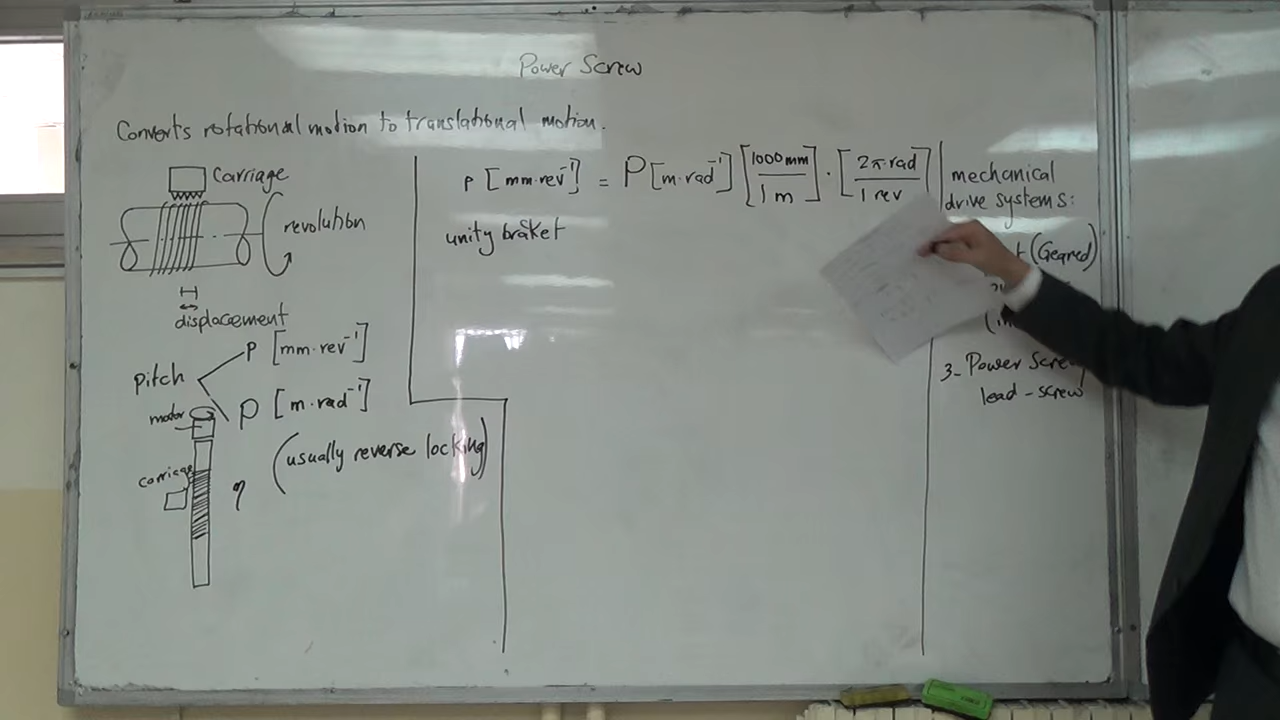 Power Screw
Converts rotational motion to translational motion.
Carriage
revolution
displacement
pitch
p [mm·rev⁻¹]
P [m·rad⁻¹]
motor
carriage
η
(usually reverse locking)
p [mm·rev⁻¹] = P [m·rad⁻¹] [1000 mm / 1 m] · [2π·rad / 1 rev]
unity braket
mechanical
drive systems:
(Geared)
3- Power Screw
lead-screw